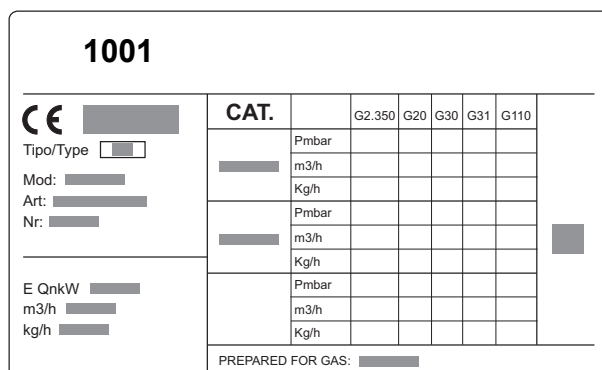 1001
CE
Tipo/Type
Mod:
Art:
Nr:
E QnkW
m3/h
kg/h
CAT. G2.350 G20 G30 G31 G110
Pmbar
m3/h
Kg/h
Pmbar
m3/h
Kg/h
Pmbar
m3/h
Kg/h
PREPARED FOR GAS: